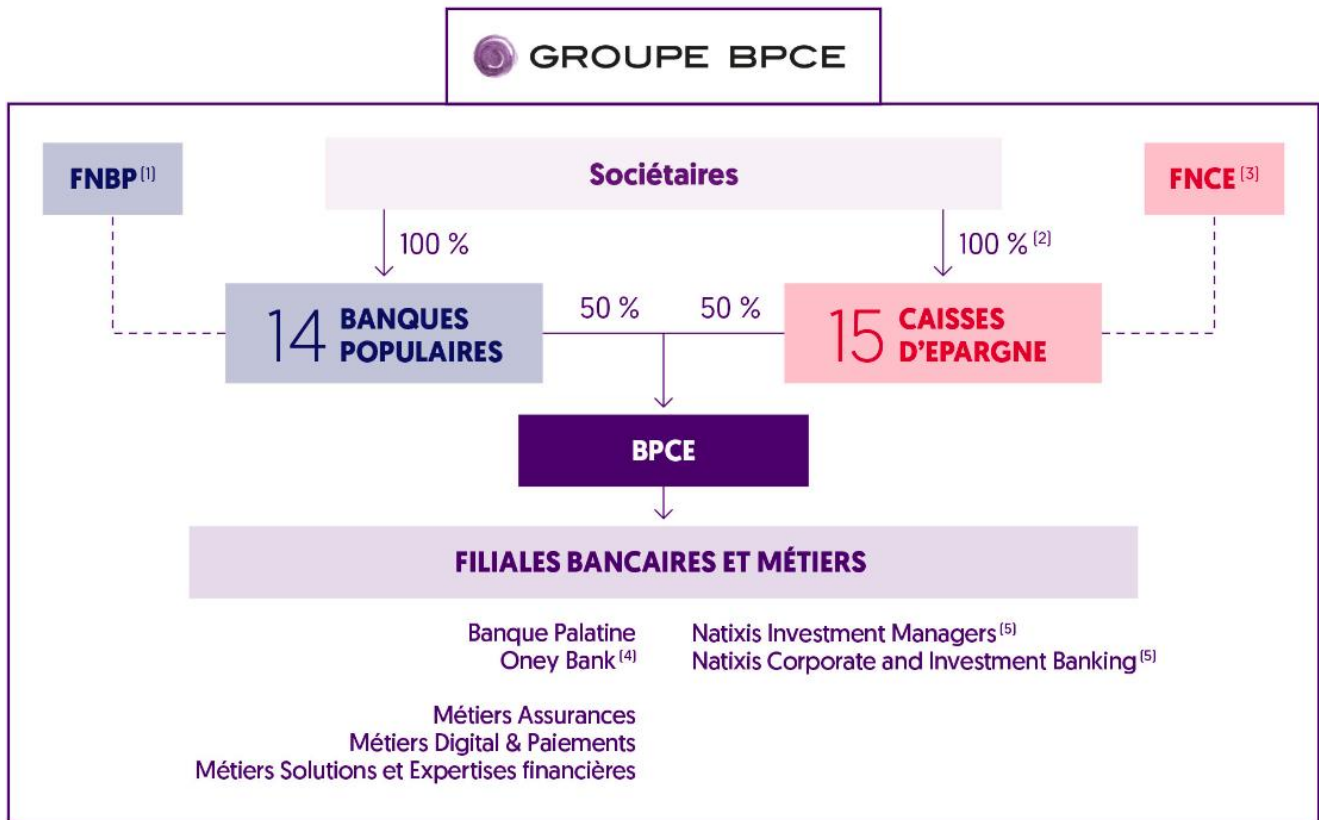 GROUPE BPCE
FNBP (1)
Sociétaires
FNCE (3)
100 %
100 % (2)
14 BANQUES
POPULAIRES
50 %
50 %
15 CAISSES
D'EPARGNE
BPCE
FILIALES BANCAIRES ET MÉTIERS
Banque Palatine
Oney Bank (4)
Métiers Assurances
Métiers Digital & Paiements
Métiers Solutions et Expertises financières
Natixis Investment Managers (5)
Natixis Corporate and Investment Banking (5)